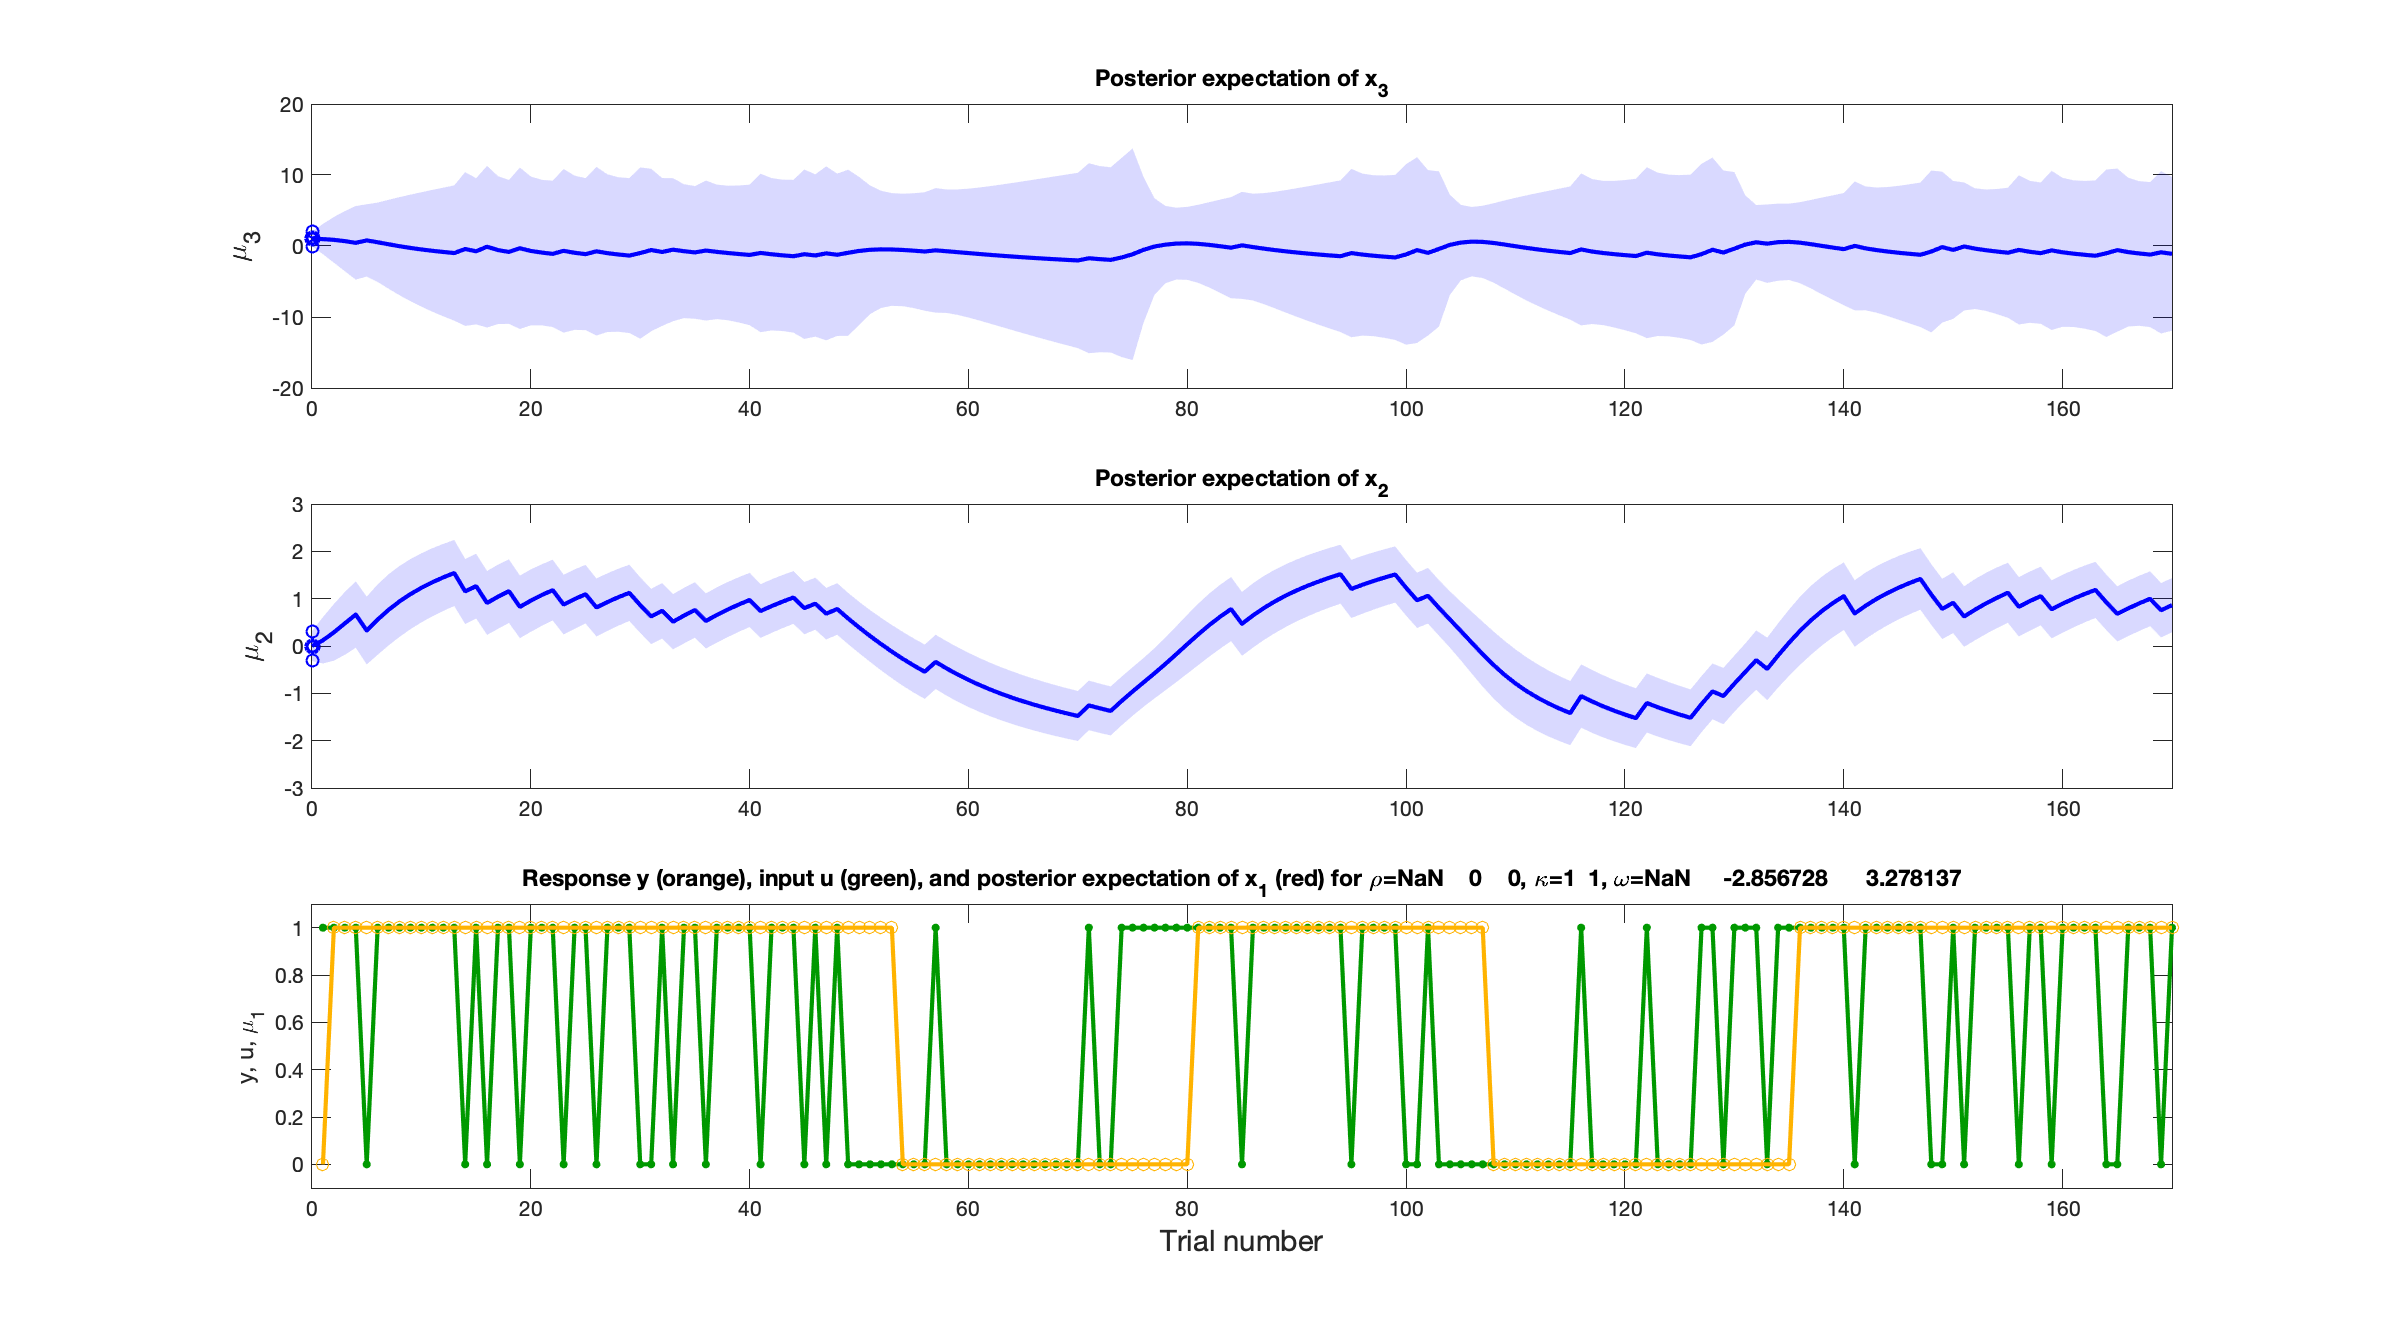 Posterior expectation of x3
20
10
0
-10
-20
μ3
0 20 40 60 80 100 120 140 160
Posterior expectation of x2
3
2
1
0
-1
-2
-3
μ2
0 20 40 60 80 100 120 140 160
Response y (orange), input u (green), and posterior expectation of x1 (red) for ρ=NaN 0 0, κ=1 1, ω=NaN -2.856728 3.278137
1
0.8
0.6
0.4
0.2
0
y, u, μ1
0 20 40 60 80 100 120 140 160
Trial number